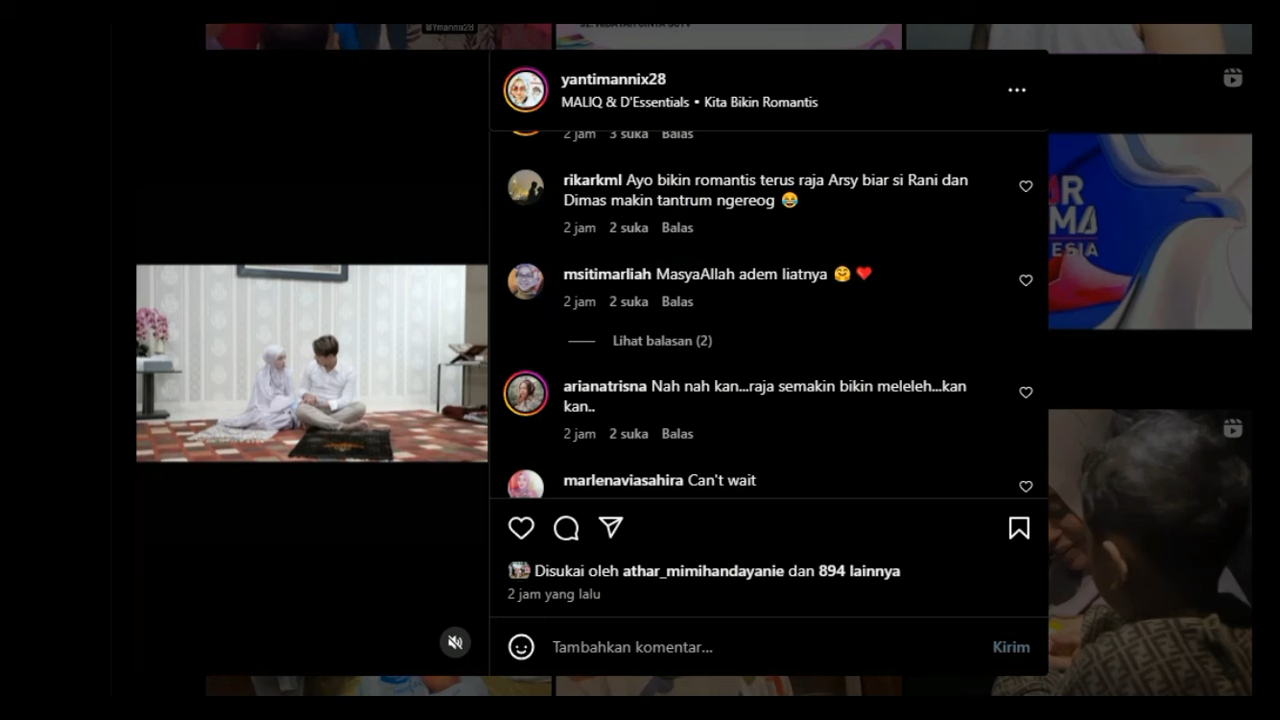 yantimannix28
MALIQ & D'Essentials • Kita Bikin Romantis
2 jam 3 suka Balas
rikarkml Ayo bikin romantis terus raja Arsy biar si Rani dan
Dimas makin tantrum ngereog 😂
2 jam 2 suka Balas
msitimarliah MasyaAllah adem liatnya 🤗 ❤️
2 jam 2 suka Balas
Lihat balasan (2)
arianatrisna Nah nah kan...raja semakin bikin meleleh...kan
kan..
2 jam 2 suka Balas
marlenaviasahira Can't wait
Disukai oleh athar_mimihandayanie dan 894 lainnya
2 jam yang lalu
Tambahkan komentar...
Kirim